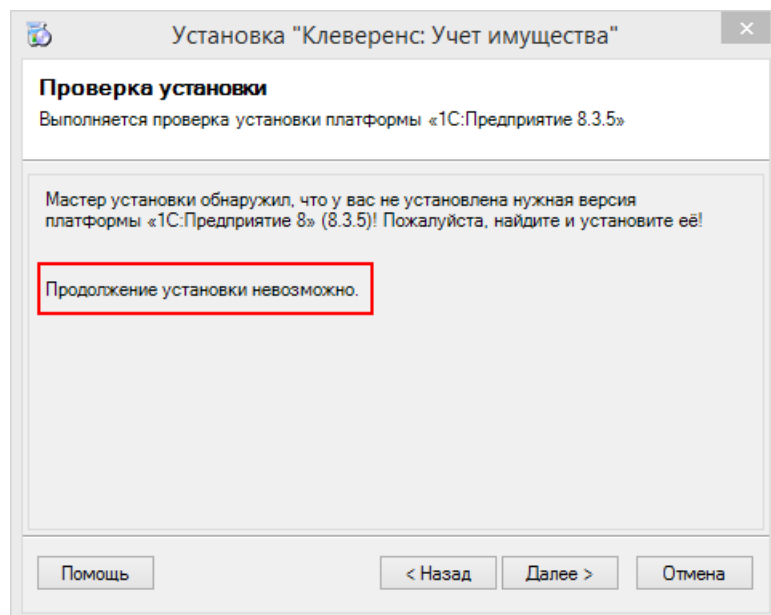 Установка "Клеверенс: Учет имущества"
Проверка установки
Выполняется проверка установки платформы «1С:Предприятие 8.3.5»
Мастер установки обнаружил, что у вас не установлена нужная версия
платформы «1С:Предприятие 8» (8.3.5)! Пожалуйста, найдите и установите её!
Продолжение установки невозможно.
Помощь
< Назад
Далее >
Отмена